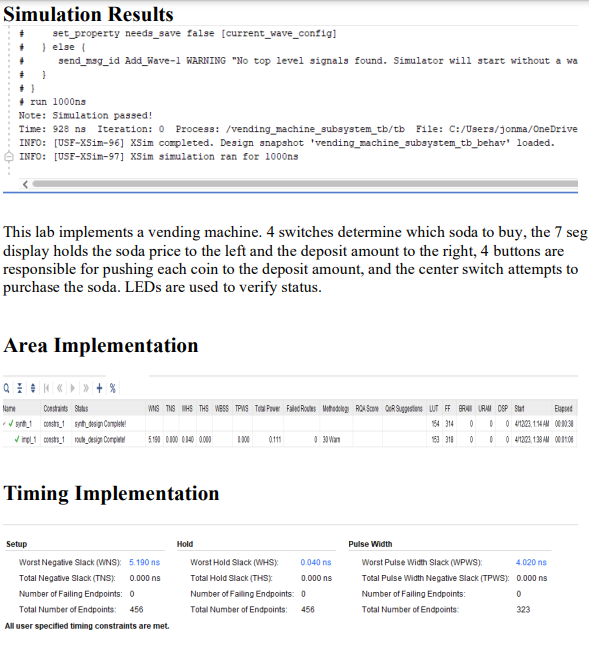 Simulation Results
# set_property needs_save false [current_wave_config]
# } else {
# send_msg_id Add_Wave-1 WARNING "No top level signals found. Simulator will start without a wa
# }
# }
# run 1000ns
Note: Simulation passed!
Time: 928 ns Iteration: 0 Process: /vending_machine_subsystem_tb/tb File: C:/Users/jonma/OneDrive
INFO: [USF-XSim-96] XSim completed. Design snapshot 'vending_machine_subsystem_tb_behav' loaded.
INFO: [USF-XSim-97] XSim simulation ran for 1000ns
This lab implements a vending machine. 4 switches determine which soda to buy, the 7 seg
display holds the soda price to the left and the deposit amount to the right, 4 buttons are
responsible for pushing each coin to the deposit amount, and the center switch attempts to
purchase the soda. LEDs are used to verify status.
Area Implementation
Name Constraints Status WNS TNS WHS THS WBSS TPWS Total Power Failed Routes Methodology RQA Score QoR Suggestions LUT FF BRAM URAM DSP Start Elapsed
synth_1 constrs_1 synth_design Complete! 154 314 0 0 0 4/12/23, 1:14 AM 00:00:38
impl_1 constrs_1 route_design Complete! 5.190 0.000 0.040 0.000 0.000 0.111 0 30 Warn 153 318 0 0 0 4/12/23, 1:38 AM 00:01:06
Timing Implementation
Setup Hold Pulse Width
Worst Negative Slack (WNS): 5.190 ns Worst Hold Slack (WHS): 0.040 ns Worst Pulse Width Slack (WPWS): 4.020 ns
Total Negative Slack (TNS): 0.000 ns Total Hold Slack (THS): 0.000 ns Total Pulse Width Negative Slack (TPWS): 0.000 ns
Number of Failing Endpoints: 0 Number of Failing Endpoints: 0 Number of Failing Endpoints: 0
Total Number of Endpoints: 456 Total Number of Endpoints: 456 Total Number of Endpoints: 323
All user specified timing constraints are met.